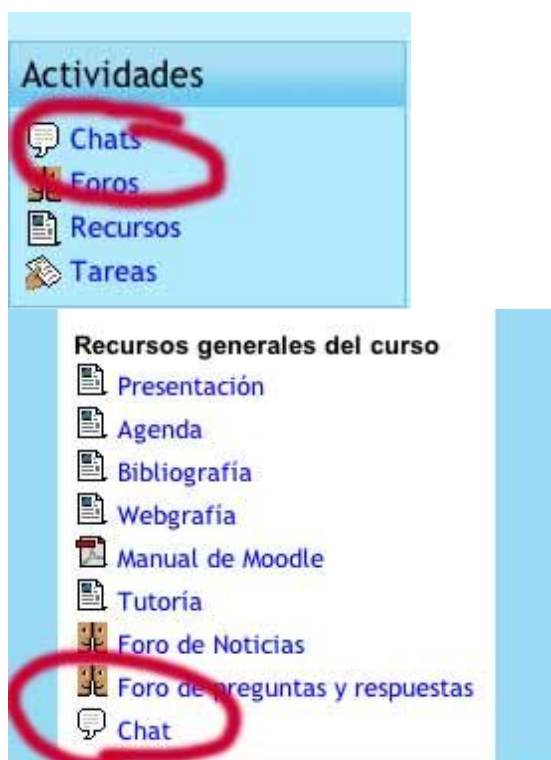 Actividades
Chats
Foros
Recursos
Tareas
Recursos generales del curso
Presentación
Agenda
Bibliografía
Webgrafía
Manual de Moodle
Tutoría
Foro de Noticias
Foro de preguntas y respuestas
Chat